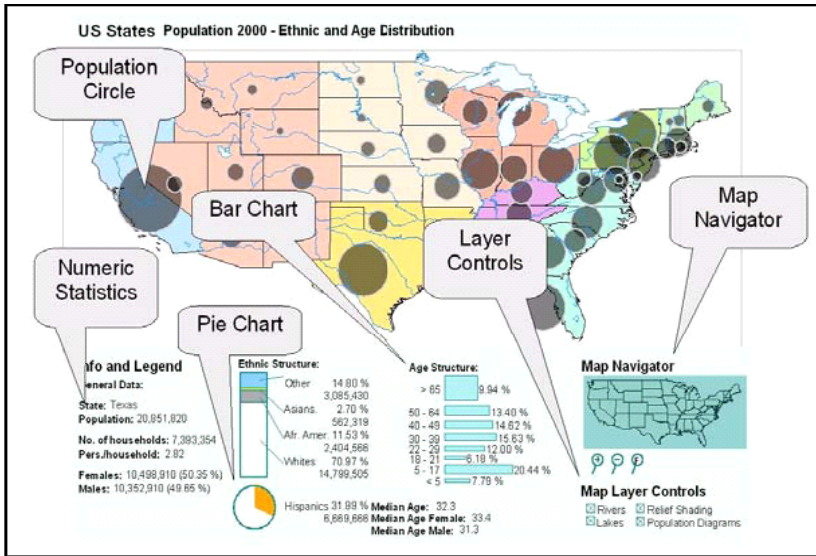 US States Population 2000 - Ethnic and Age Distribution
Population
Circle
Bar Chart
Map
Navigator
Layer
Controls
Numeric
Statistics
Pie Chart
nfo and Legend
General Data:
State: Texas
Population: 20,851,820
No. of households: 7,393,354
Pers./household: 2.82
Females: 10,498,910 (50.35 %)
Males: 10,352,910 (49.65 %)
Ethnic Structure:
Other 14.80 %
3,085,430
Asians. 2.70 %
562,319
Afr. Amer. 11.53 %
2,404,566
Whites 70.97 %
14,799,505
Hispanics 31.89 %
6,669,666
Age Structure:
> 65 9.94 %
50 - 64 13.40 %
40 - 49 14.62 %
30 - 39 15.63 %
22 - 29 12.00 %
18 - 21 6.18 %
5 - 17 20.44 %
< 5 7.79 %
Median Age: 32.3
Median Age Female: 33.4
Median Age Male: 31.3
Map Navigator
Map Layer Controls
Rivers Relief Shading
Lakes Population Diagrams